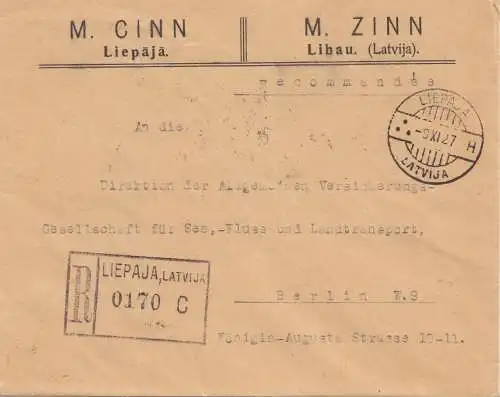 M. CINN
Liepājā.
M. ZINN
Libau. (Latvija).
Recommandée
An die
LIEPAJA
-9 XI 27 H
LATVIJA
Direktion der Allgemeinen Versicherungs-
Gesellschaft für See,-Fluss und Landtransport,
R LIEPAJA, LATVIJA
0170 C
Berlin W.9
Königin-Augusta Strasse 10-11.